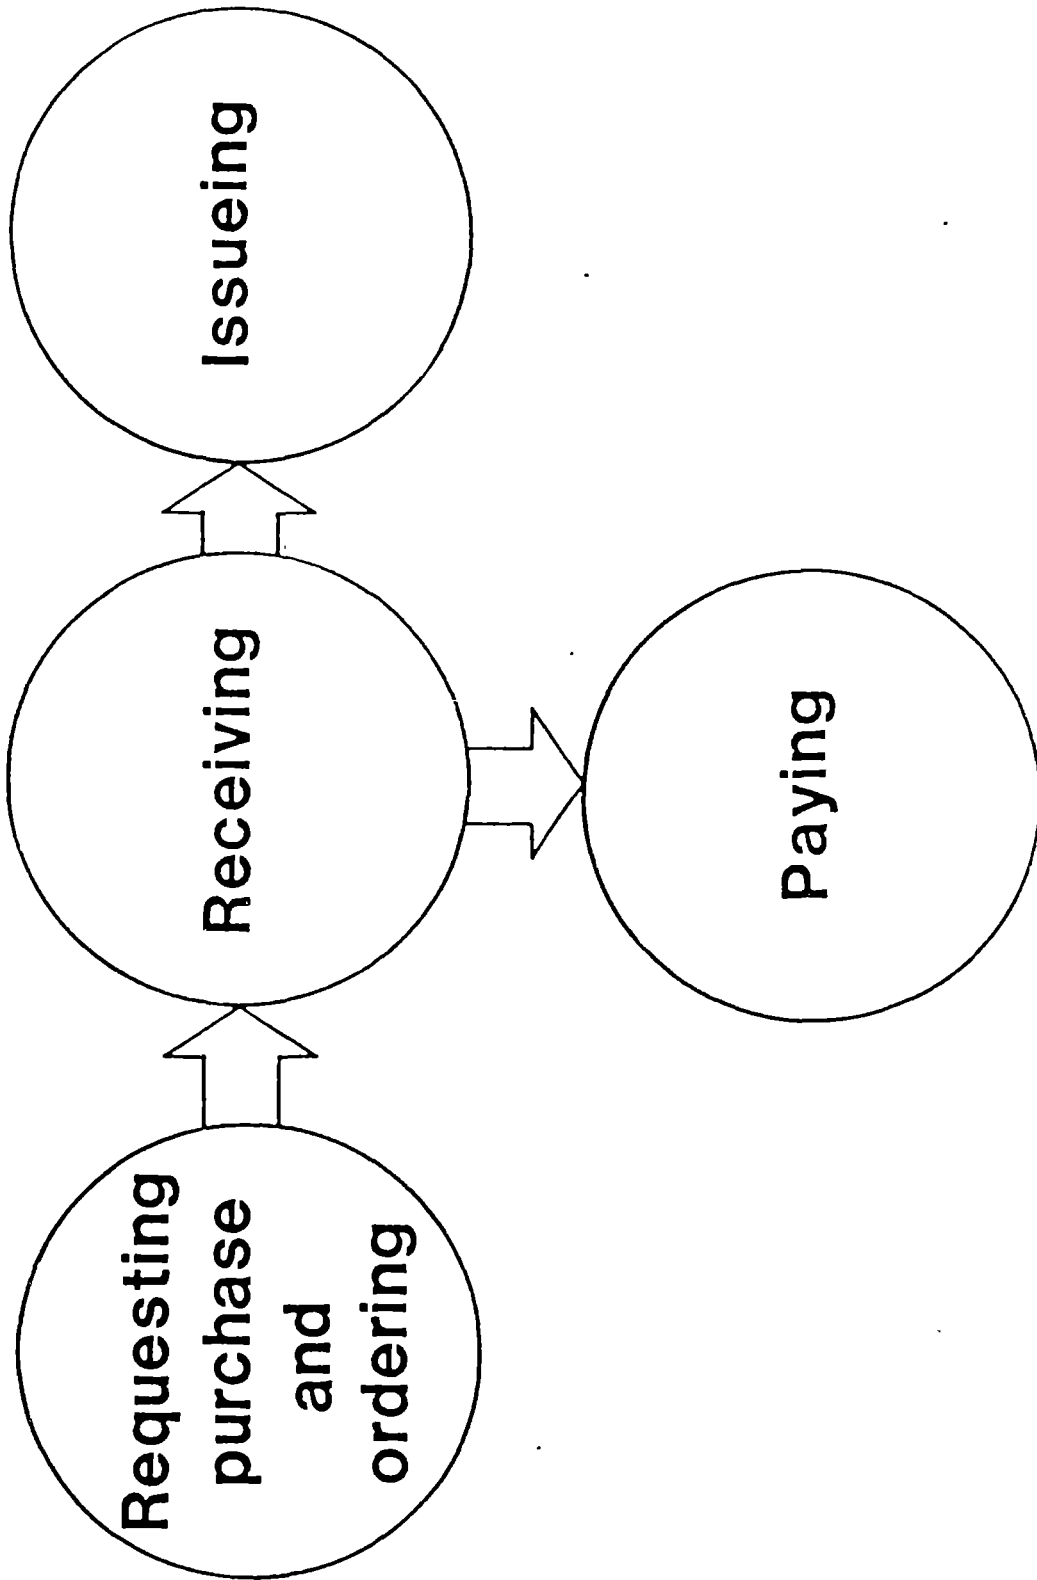 Requesting
purchase
and
ordering
Receiving
Issueing
Paying